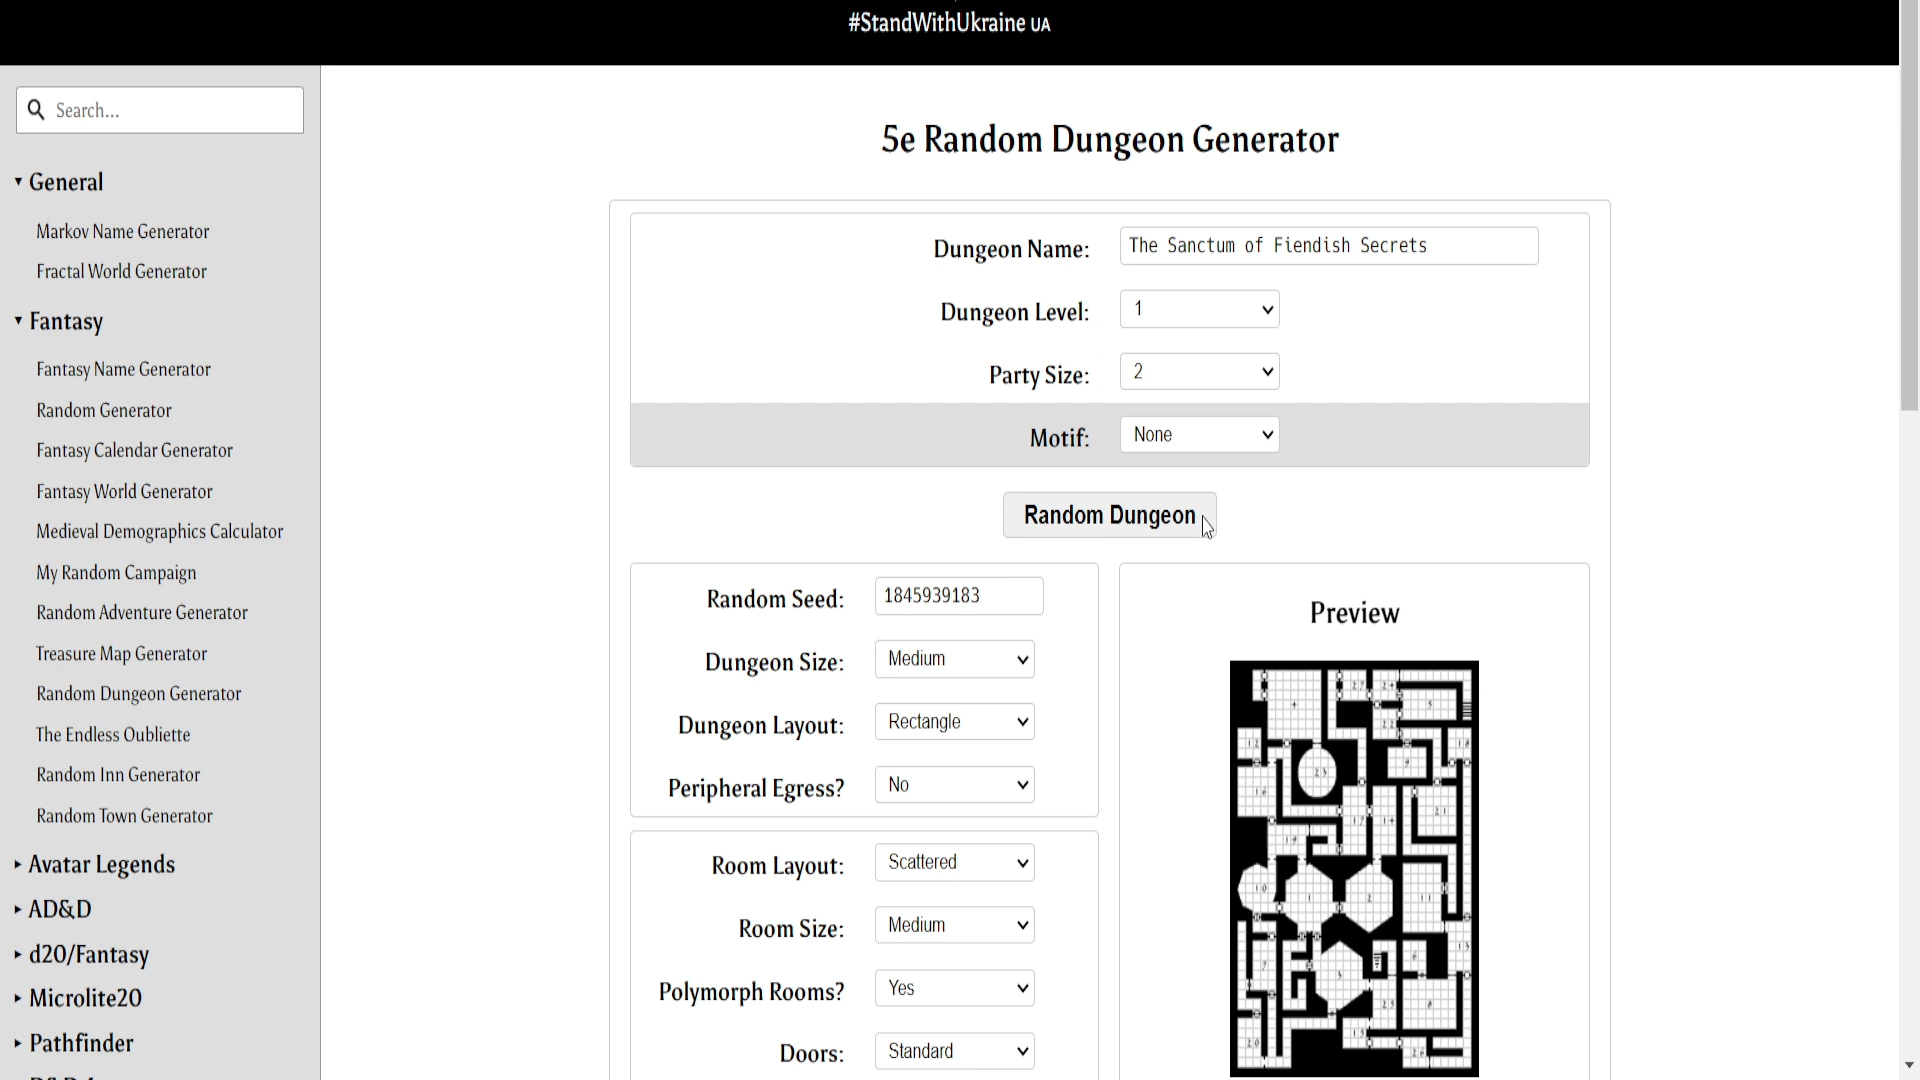 #StandWithUkraine UA
Search...
▾ General
Markov Name Generator
Fractal World Generator
▾ Fantasy
Fantasy Name Generator
Random Generator
Fantasy Calendar Generator
Fantasy World Generator
Medieval Demographics Calculator
My Random Campaign
Random Adventure Generator
Treasure Map Generator
Random Dungeon Generator
The Endless Oubliette
Random Inn Generator
Random Town Generator
▸ Avatar Legends
▸ AD&D
▸ d20/Fantasy
▸ Microlite20
▸ Pathfinder
5e Random Dungeon Generator
Dungeon Name: The Sanctum of Fiendish Secrets
Dungeon Level: 1
Party Size: 2
Motif: None
Random Dungeon
Random Seed: 1845939183
Dungeon Size: Medium
Dungeon Layout: Rectangle
Peripheral Egress? No
Room Layout: Scattered
Room Size: Medium
Polymorph Rooms? Yes
Doors: Standard
Preview